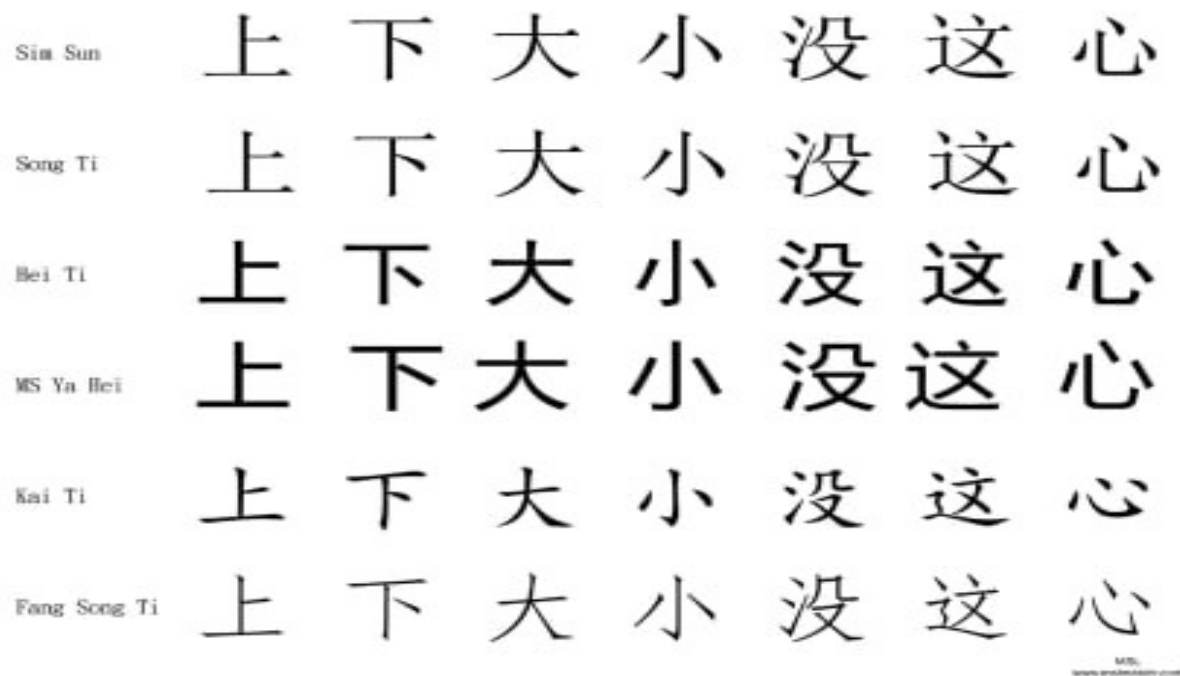 Sim Sun 上 下 大 小 没 这 心
Song Ti 上 下 大 小 没 这 心
Hei Ti 上 下 大 小 没 这 心
MS Ya Hei 上 下 大 小 没 这 心
Kai Ti 上 下 大 小 没 这 心
Fang Song Ti 上 下 大 小 没 这 心